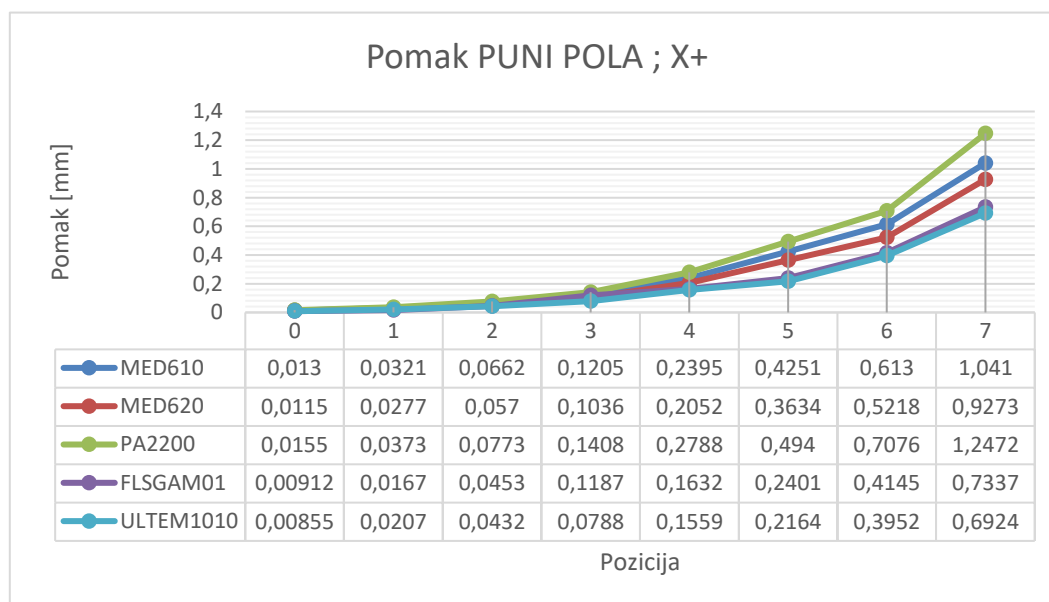 Pomak PUNI POLA ; X+
Pomak [mm]
1,4
1,2
1
0,8
0,6
0,4
0,2
0
0 1 2 3 4 5 6 7
MED610 0,013 0,0321 0,0662 0,1205 0,2395 0,4251 0,613 1,041
MED620 0,0115 0,0277 0,057 0,1036 0,2052 0,3634 0,5218 0,9273
PA2200 0,0155 0,0373 0,0773 0,1408 0,2788 0,494 0,7076 1,2472
FLSGAM01 0,00912 0,0167 0,0453 0,1187 0,1632 0,2401 0,4145 0,7337
ULTEM1010 0,00855 0,0207 0,0432 0,0788 0,1559 0,2164 0,3952 0,6924
Pozicija